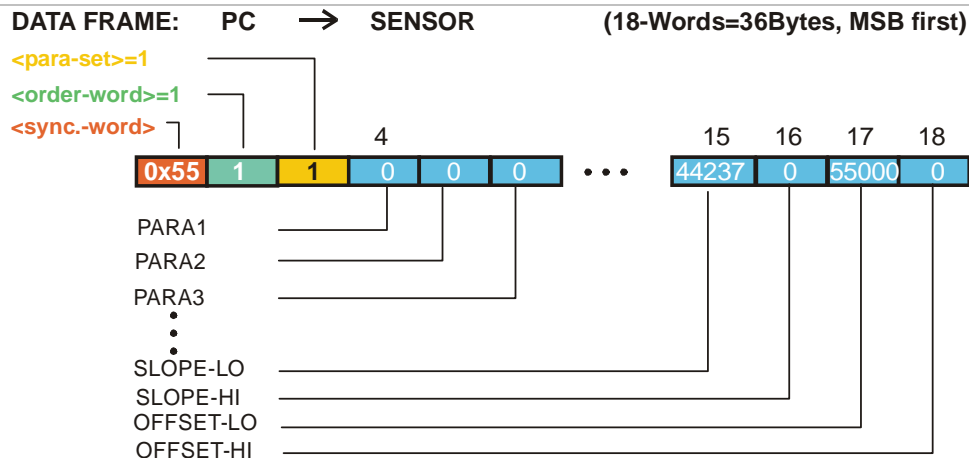 DATA FRAME: PC → SENSOR (18-Words=36Bytes, MSB first)
<para-set>=1
<order-word>=1
<sync.-word>
4 15 16 17 18
0x55 1 1 0 0 0 ••• 44237 0 55000 0
PARA1
PARA2
PARA3
SLOPE-LO
SLOPE-HI
OFFSET-LO
OFFSET-HI